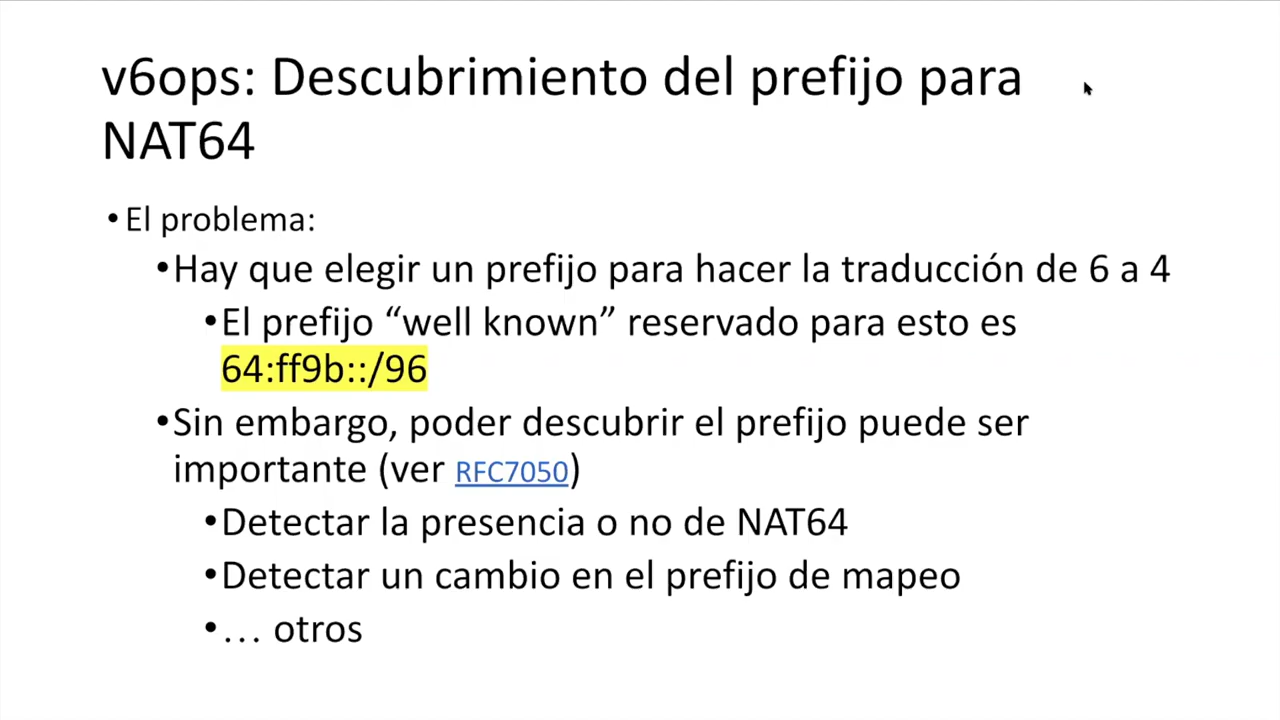 v6ops: Descubrimiento del prefijo para
NAT64
• El problema:
•Hay que elegir un prefijo para hacer la traducción de 6 a 4
•El prefijo “well known” reservado para esto es
64:ff9b::/96
•Sin embargo, poder descubrir el prefijo puede ser
importante (ver RFC7050)
•Detectar la presencia o no de NAT64
•Detectar un cambio en el prefijo de mapeo
•… otros